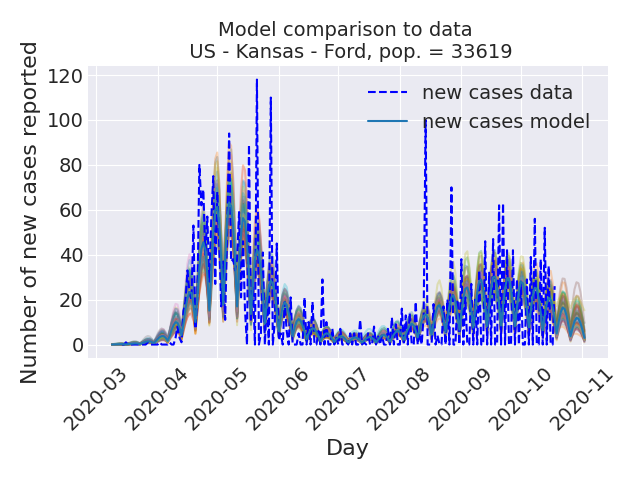 Model comparison to data
US - Kansas - Ford, pop. = 33619
Number of new cases reported
120
100
80
60
40
20
0
new cases data
new cases model
2020-03
2020-04
2020-05
2020-06
2020-07
2020-08
2020-09
2020-10
2020-11
Day